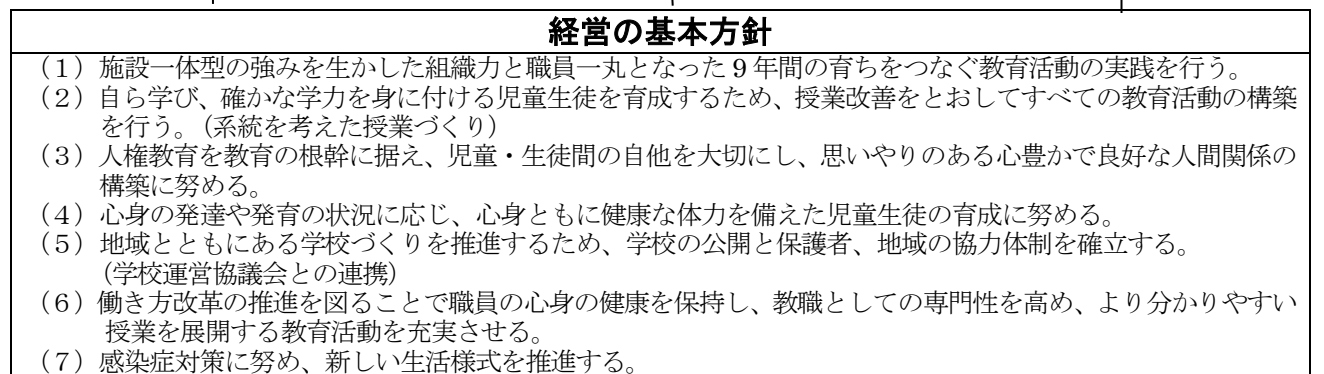 経営の基本方針
（１）施設一体型の強みを生かした組織力と職員一丸となった９年間の育ちをつなぐ教育活動の実践を行う。
（２）自ら学び、確かな学力を身に付ける児童生徒を育成するため、授業改善をとおしてすべての教育活動の構築
を行う。（系統を考えた授業づくり）
（３）人権教育を教育の根幹に据え、児童・生徒間の自他を大切にし、思いやりのある心豊かで良好な人間関係の
構築に努める。
（４）心身の発達や発育の状況に応じ、心身ともに健康な体力を備えた児童生徒の育成に努める。
（５）地域とともにある学校づくりを推進するため、学校の公開と保護者、地域の協力体制を確立する。
（学校運営協議会との連携）
（６）働き方改革の推進を図ることで職員の心身の健康を保持し、教職としての専門性を高め、より分かりやすい
授業を展開する教育活動を充実させる。
（７）感染症対策に努め、新しい生活様式を推進する。